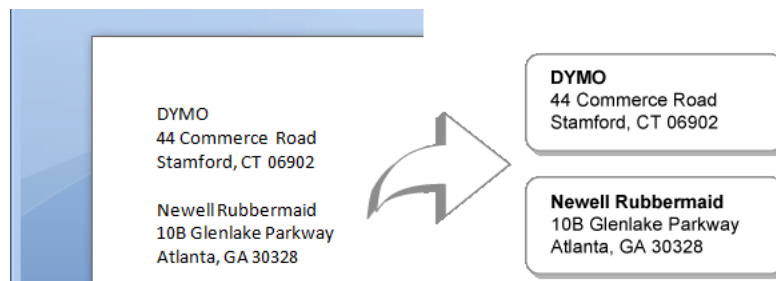 DYMO
44 Commerce Road
Stamford, CT 06902
Newell Rubbermaid
10B Glenlake Parkway
Atlanta, GA 30328
DYMO
44 Commerce Road
Stamford, CT 06902
Newell Rubbermaid
10B Glenlake Parkway
Atlanta, GA 30328